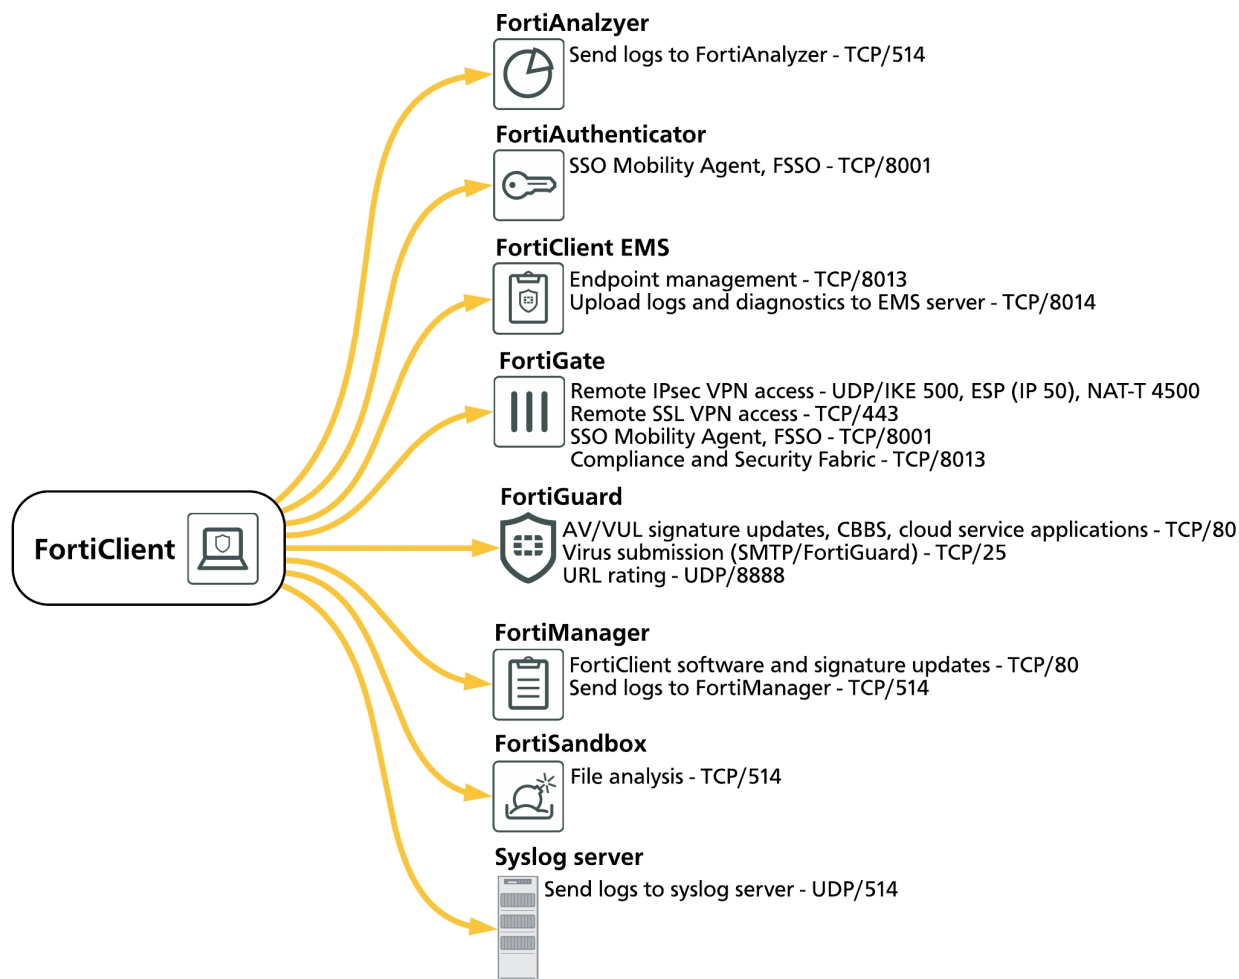 FortiAnalzyer
Send logs to FortiAnalyzer - TCP/514
FortiAuthenticator
SSO Mobility Agent, FSSO - TCP/8001
FortiClient EMS
Endpoint management - TCP/8013
Upload logs and diagnostics to EMS server - TCP/8014
FortiGate
Remote IPsec VPN access - UDP/IKE 500, ESP (IP 50), NAT-T 4500
Remote SSL VPN access - TCP/443
SSO Mobility Agent, FSSO - TCP/8001
Compliance and Security Fabric - TCP/8013
FortiClient
FortiGuard
AV/VUL signature updates, CBBS, cloud service applications - TCP/80
Virus submission (SMTP/FortiGuard) - TCP/25
URL rating - UDP/8888
FortiManager
FortiClient software and signature updates - TCP/80
Send logs to FortiManager - TCP/514
FortiSandbox
File analysis - TCP/514
Syslog server
Send logs to syslog server - UDP/514